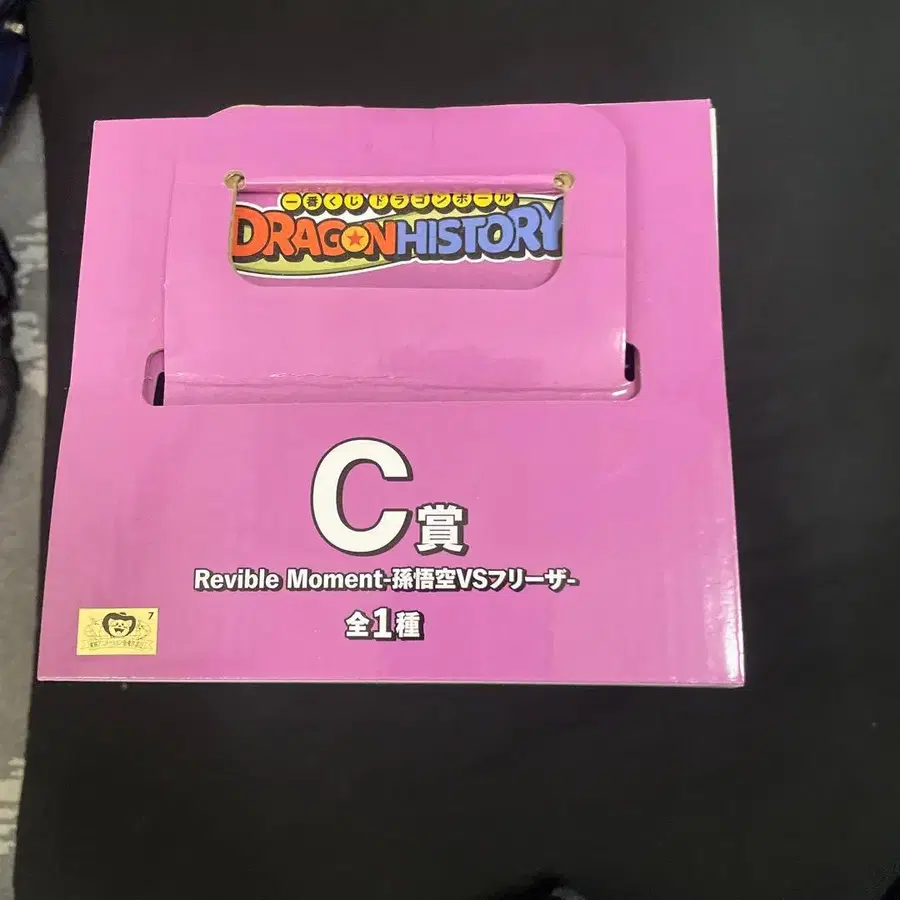 一番くじ ドラゴンボール
DRAGONHISTORY
C賞
Revible Moment-孫悟空VSフリーザ-
全1種
7